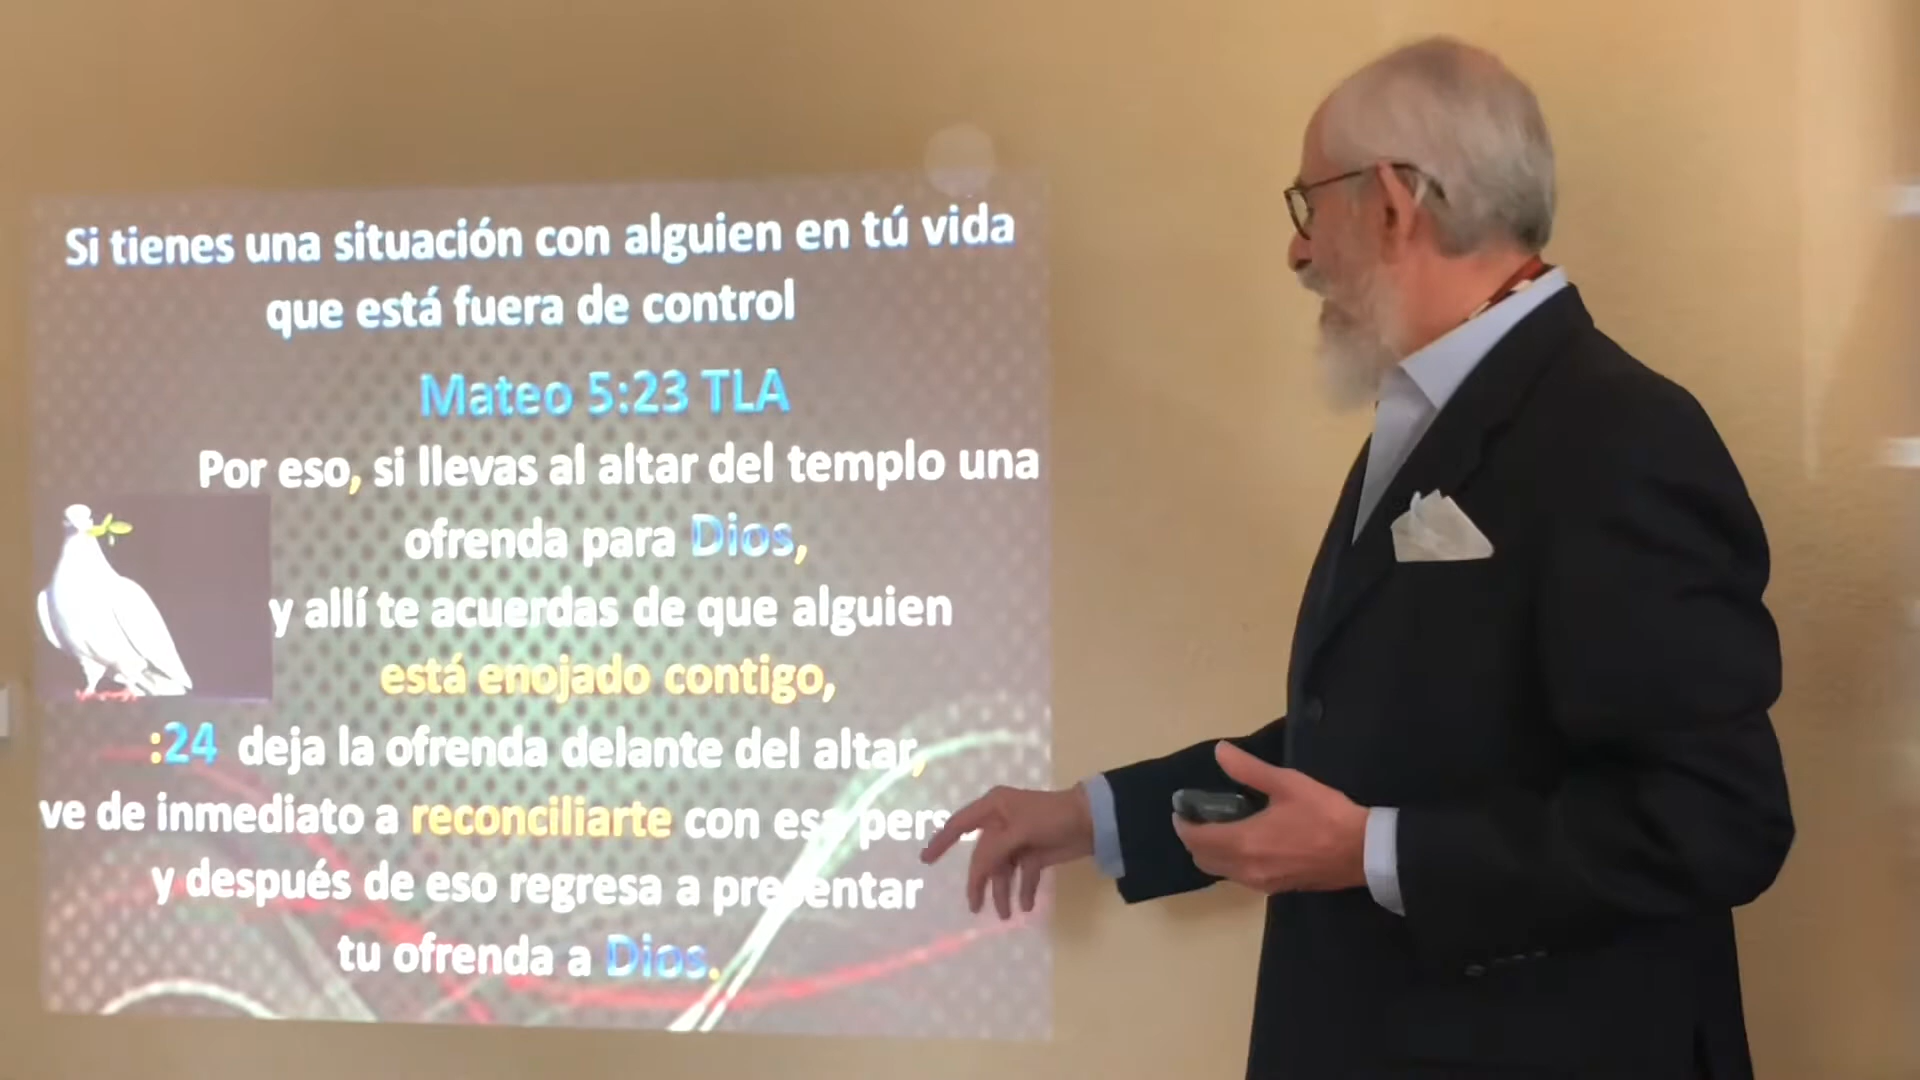 Si tienes una situación con alguien en tú vida
que está fuera de control
Mateo 5:23 TLA
Por eso, si llevas al altar del templo una
ofrenda para Dios,
y allí te acuerdas de que alguien
está enojado contigo,
:24 deja la ofrenda delante del altar,
ve de inmediato a reconciliarte con esa
y después de eso regresa a presentar
tu ofrenda a Dios.